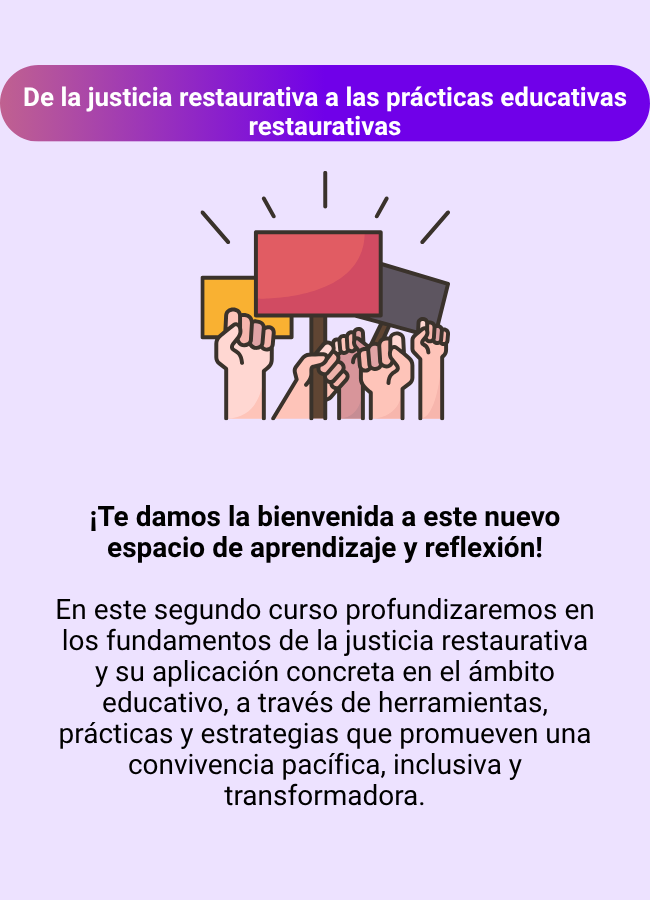 De la justicia restaurativa a las prácticas educativas
restaurativas
¡Te damos la bienvenida a este nuevo
espacio de aprendizaje y reflexión!
En este segundo curso profundizaremos en
los fundamentos de la justicia restaurativa
y su aplicación concreta en el ámbito
educativo, a través de herramientas,
prácticas y estrategias que promueven una
convivencia pacífica, inclusiva y
transformadora.